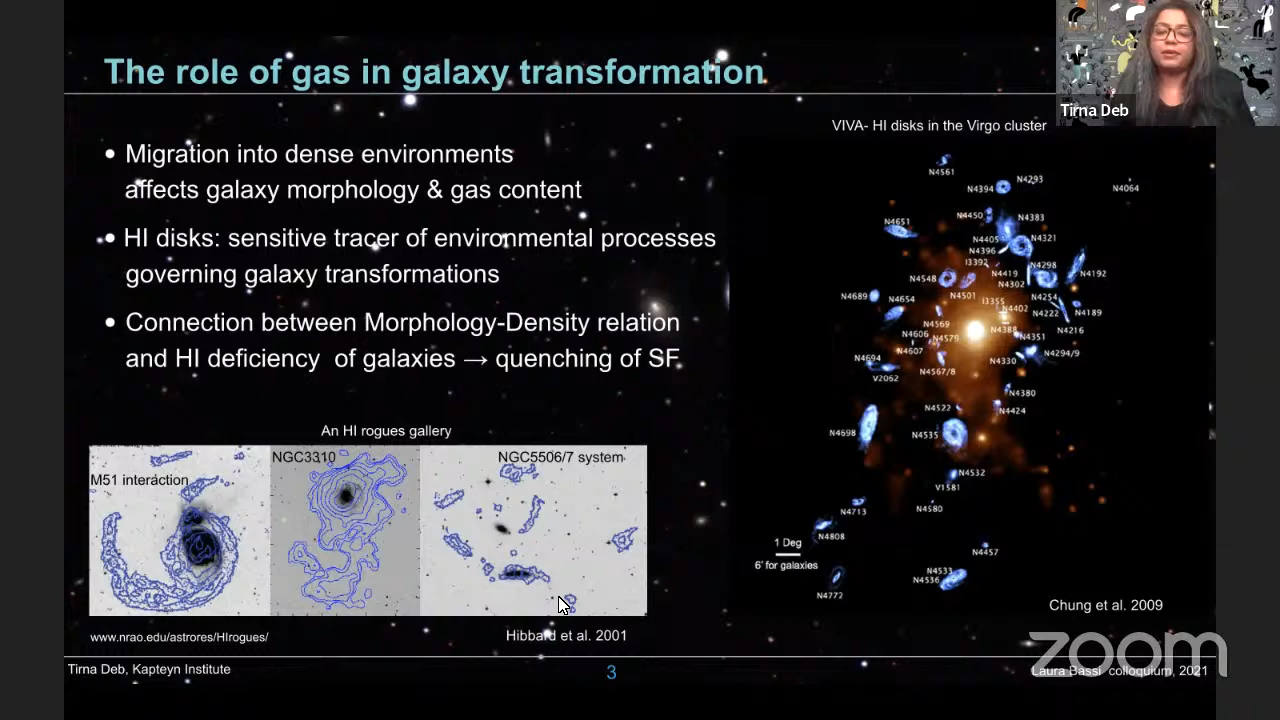 The role of gas in galaxy transformation
Tirna Deb
• Migration into dense environments
affects galaxy morphology & gas content
• HI disks: sensitive tracer of environmental processes
governing galaxy transformations
• Connection between Morphology-Density relation
and HI deficiency of galaxies → quenching of SF
An HI rogues gallery
M51 interaction
NGC3310
NGC5506/7 system
www.nrao.edu/astrores/HIrogues/
Hibbard et al. 2001
VIVA- HI disks in the Virgo cluster
N4561
N4293
N4394
N4064
N4450
N4383
N4651
N4405
N4321
N4396
I3392
N4298
N4419
N4192
N4548
N4302
N4689
N4654
N4501
I3355
N4254
N4402
N4222
N4189
N4569
N4388
N4216
N4606
N4579
N4351
N4607
N4694
N4330
N4294/9
N4567/8
V2062
N4380
N4522
N4424
N4698
N4535
N4532
V1581
N4713
N4580
N4808
1 Deg
6' for galaxies
N4457
N4533
N4536
N4772
Chung et al. 2009
zoom
Tirna Deb, Kapteyn Institute
3
Laura Bassi colloquium, 2021